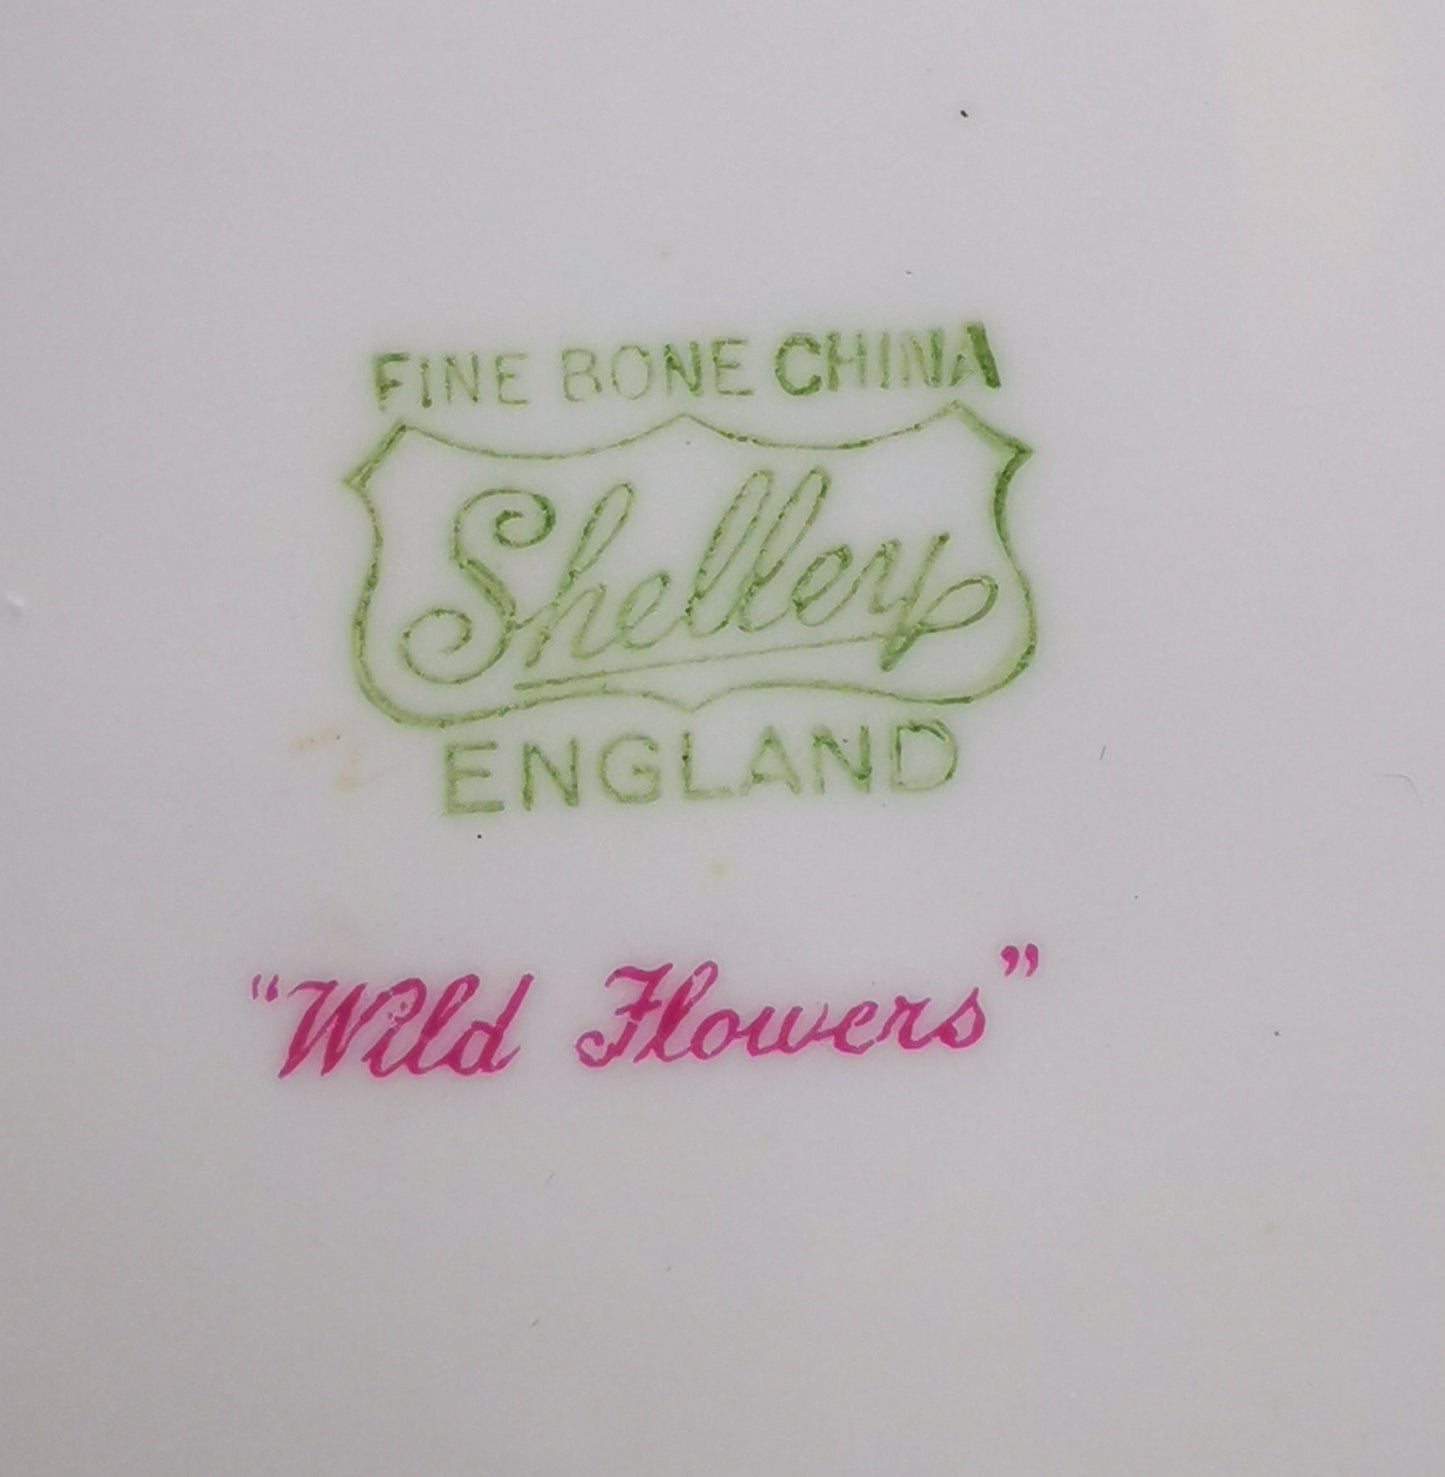 FINE BONE CHINA
Shelley
ENGLAND
“Wild Flowers”